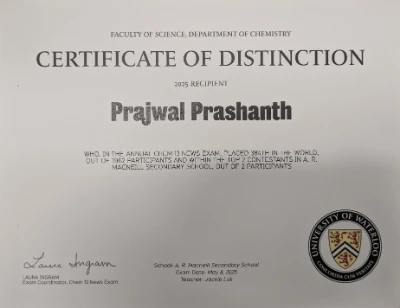 FACULTY OF SCIENCE, DEPARTMENT OF CHEMISTRY
CERTIFICATE OF DISTINCTION
2025 RECIPIENT
Prajwal Prashanth
WHO, IN THE ANNUAL CHEM 13 NEWS EXAM, PLACED 384TH IN THE WORLD,
OUT OF 1962 PARTICIPANTS AND WITHIN THE TOP 2 CONTESTANTS IN A. R.
MACNEILL SECONDARY SCHOOL, OUT OF 2 PARTICIPANTS
Laura Ingram
LAURA INGRAM
Exam Coordinator, Chem 13 News Exam
School: A. R. Macneill Secondary School
Exam Date: May 8, 2025
Teacher: Jackie Luk
UNIVERSITY OF WATERLOO
CONCORDIA CUM VERITATE